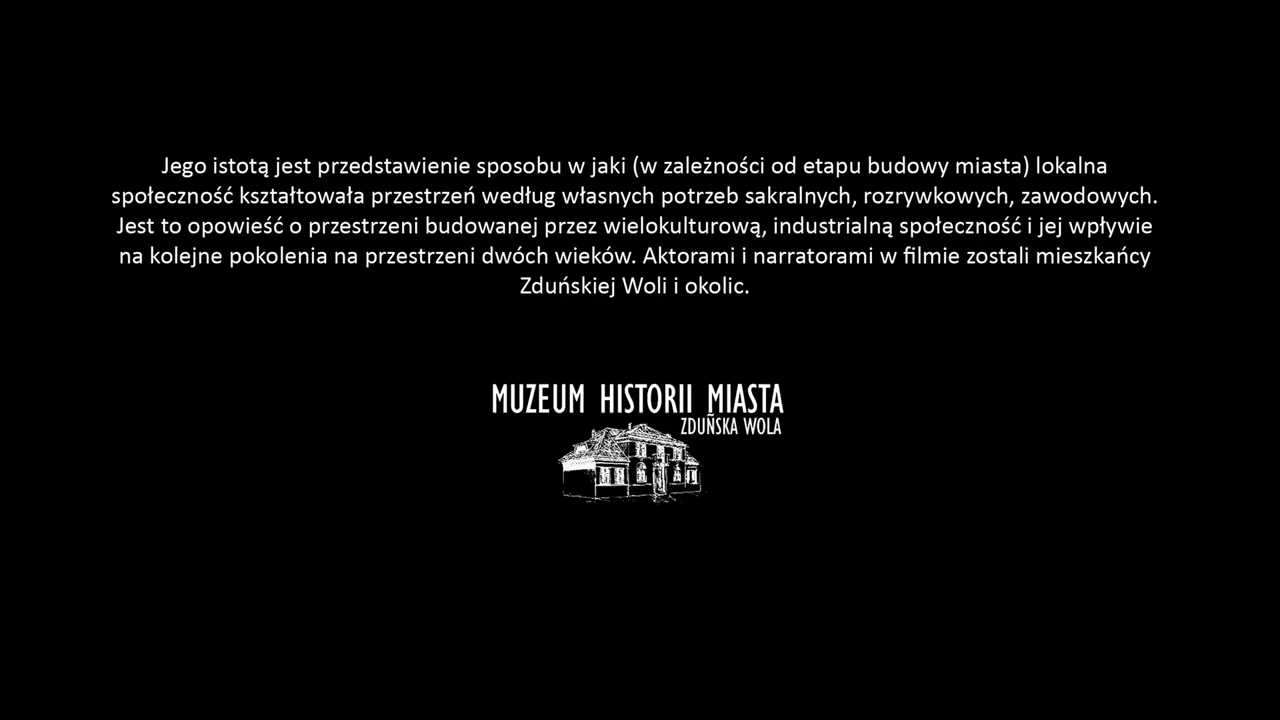 Jego istotą jest przedstawienie sposobu w jaki (w zależności od etapu budowy miasta) lokalna
społeczność kształtowała przestrzeń według własnych potrzeb sakralnych, rozrywkowych, zawodowych.
Jest to opowieść o przestrzeni budowanej przez wielokulturową, industrialną społeczność i jej wpływie
na kolejne pokolenia na przestrzeni dwóch wieków. Aktorami i narratorami w filmie zostali mieszkańcy
Zduńskiej Woli i okolic.
MUZEUM HISTORII MIASTA
ZDUŃSKA WOLA